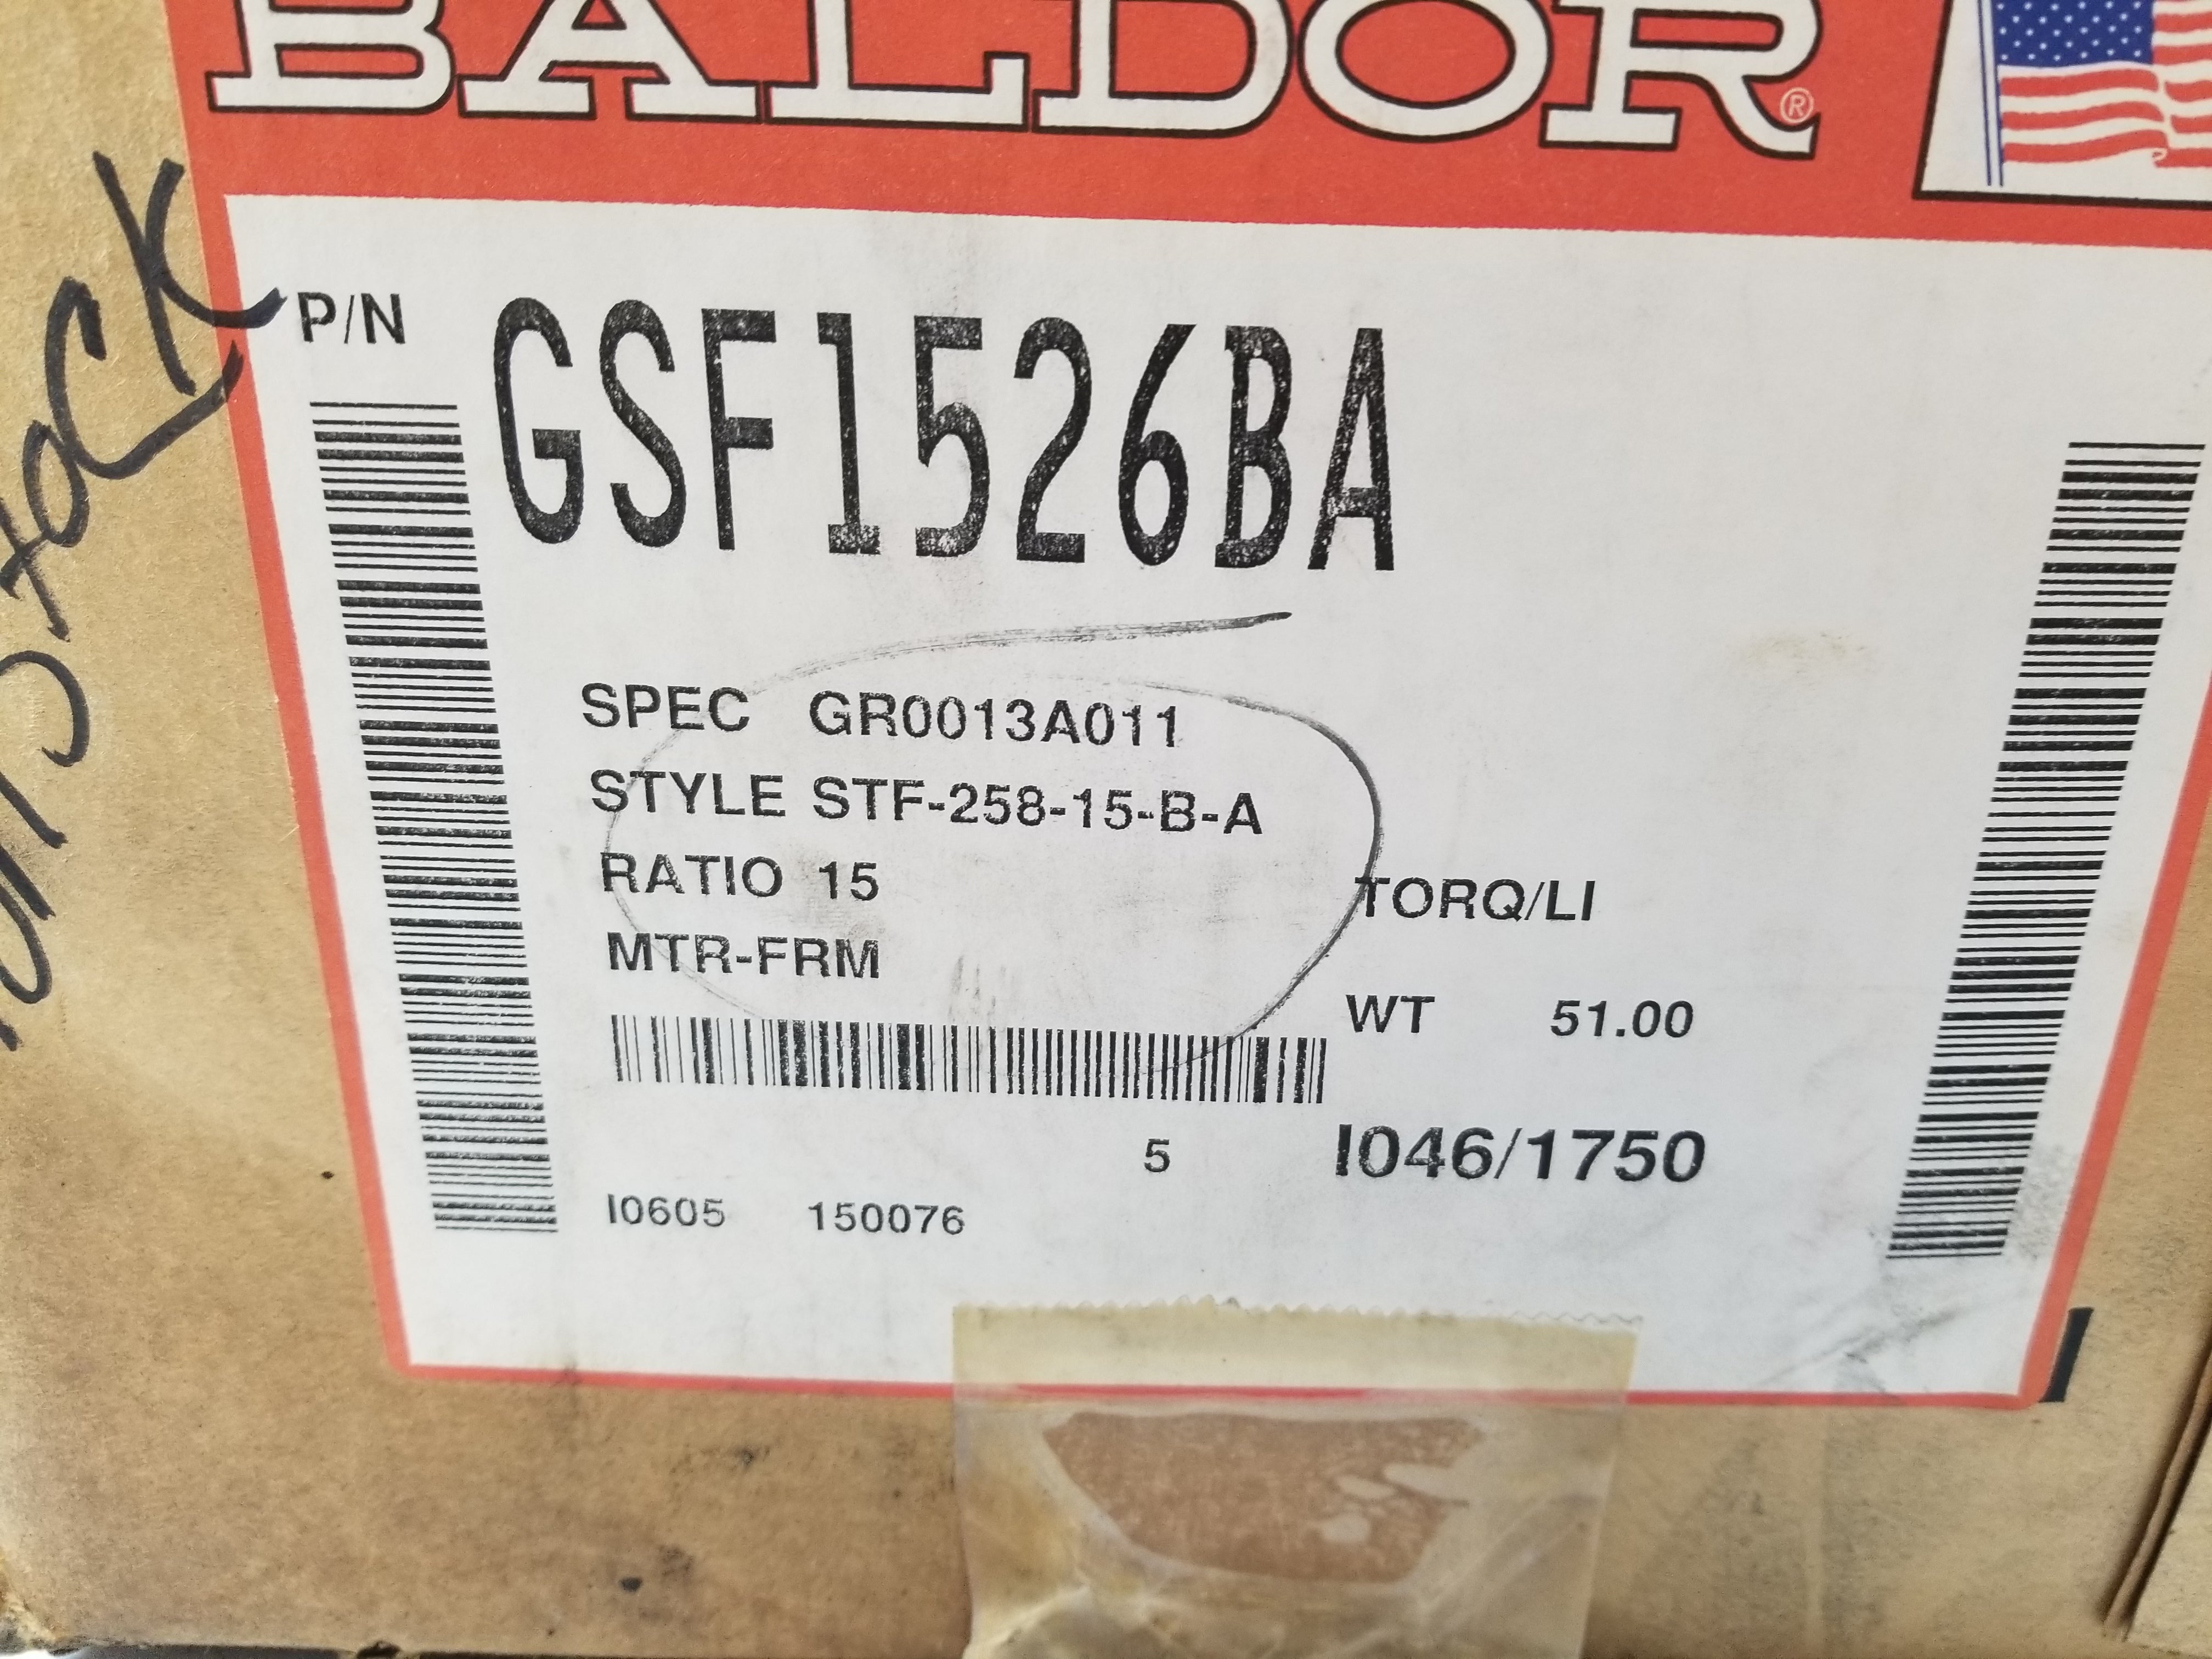 BALDOR®
P/N GSF1526BA
SPEC GR0013A011
STYLE STF-258-15-B-A
RATIO 15 TORQ/LI
MTR-FRM
WT 51.00
5 I046/1750
I0605 150076